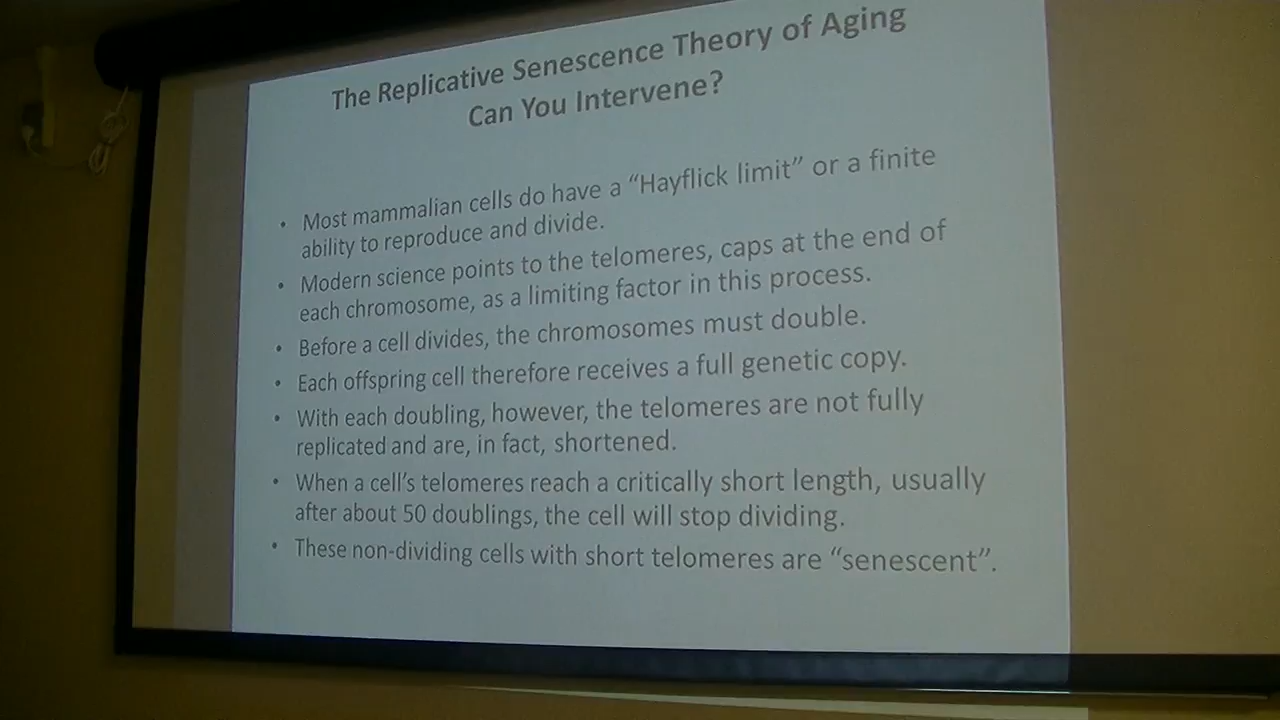 The Replicative Senescence Theory of Aging
Can You Intervene?
• Most mammalian cells do have a “Hayflick limit” or a finite
ability to reproduce and divide.
• Modern science points to the telomeres, caps at the end of
each chromosome, as a limiting factor in this process.
• Before a cell divides, the chromosomes must double.
• Each offspring cell therefore receives a full genetic copy.
• With each doubling, however, the telomeres are not fully
replicated and are, in fact, shortened.
• When a cell’s telomeres reach a critically short length, usually
after about 50 doublings, the cell will stop dividing.
• These non-dividing cells with short telomeres are “senescent”.